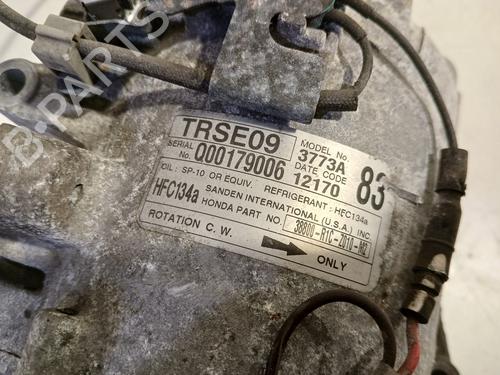 B-PARTS
TRSE09
MODEL No. 3773A
SERIAL No. Q00179006
DATE CODE 12170
83
OIL: SP-10 OR EQUIV. REFRIGERANT: HFC134a
HFC134a
SANDEN INTERNATIONAL (U.S.A.) INC.
HONDA PART NO 38800-R1C-Z010-M2
ROTATION C. W. ONLY